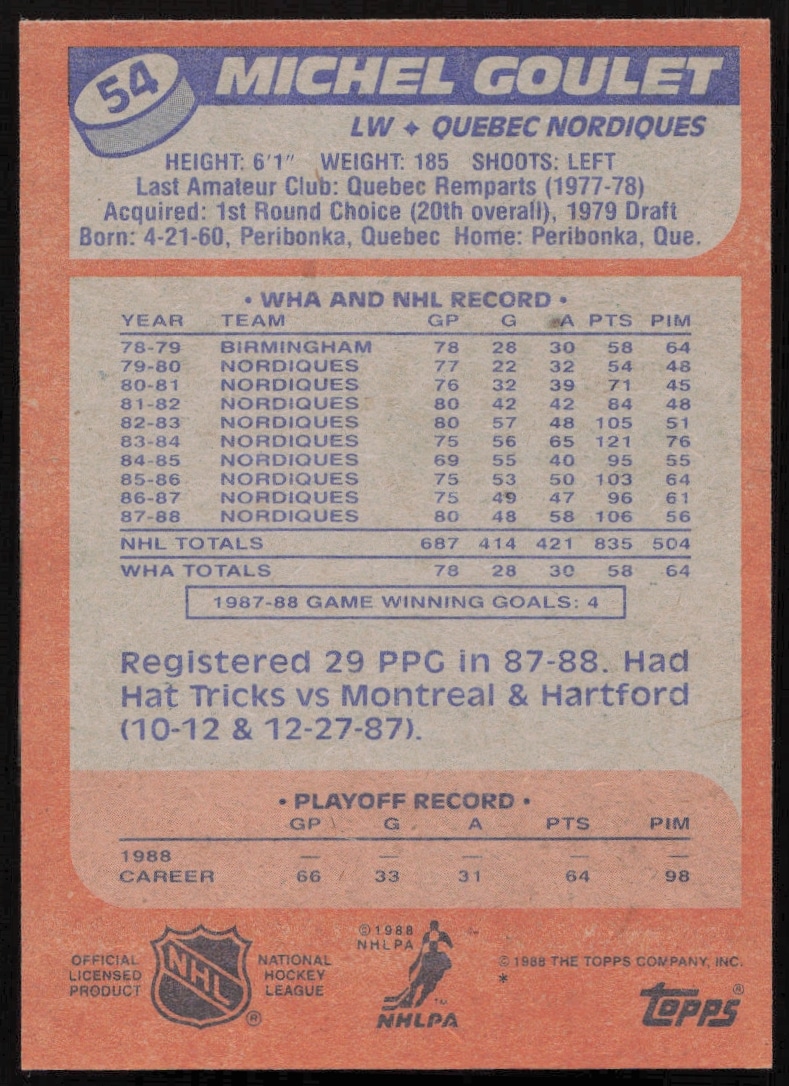 54
MICHEL GOULET
LW ✦ QUEBEC NORDIQUES
HEIGHT: 6'1" WEIGHT: 185 SHOOTS: LEFT
Last Amateur Club: Quebec Remparts (1977-78)
Acquired: 1st Round Choice (20th overall), 1979 Draft
Born: 4-21-60, Peribonka, Quebec Home: Peribonka, Que.
• WHA AND NHL RECORD •
YEAR TEAM GP G A PTS PIM
78-79 BIRMINGHAM 78 28 30 58 64
79-80 NORDIQUES 77 22 32 54 48
80-81 NORDIQUES 76 32 39 71 45
81-82 NORDIQUES 80 42 42 84 48
82-83 NORDIQUES 80 57 48 105 51
83-84 NORDIQUES 75 56 65 121 76
84-85 NORDIQUES 69 55 40 95 55
85-86 NORDIQUES 75 53 50 103 64
86-87 NORDIQUES 75 49 47 96 61
87-88 NORDIQUES 80 48 58 106 56
NHL TOTALS 687 414 421 835 504
WHA TOTALS 78 28 30 58 64
1987-88 GAME WINNING GOALS: 4
Registered 29 PPG in 87-88. Had
Hat Tricks vs Montreal & Hartford
(10-12 & 12-27-87).
• PLAYOFF RECORD •
GP G A PTS PIM
1988 — — — — —
CAREER 66 33 31 64 98
OFFICIAL
LICENSED
PRODUCT
NHL
®
NATIONAL
HOCKEY
LEAGUE
©1988
NHLPA
™
NHLPA
© 1988 THE TOPPS COMPANY, INC.
*
Topps®